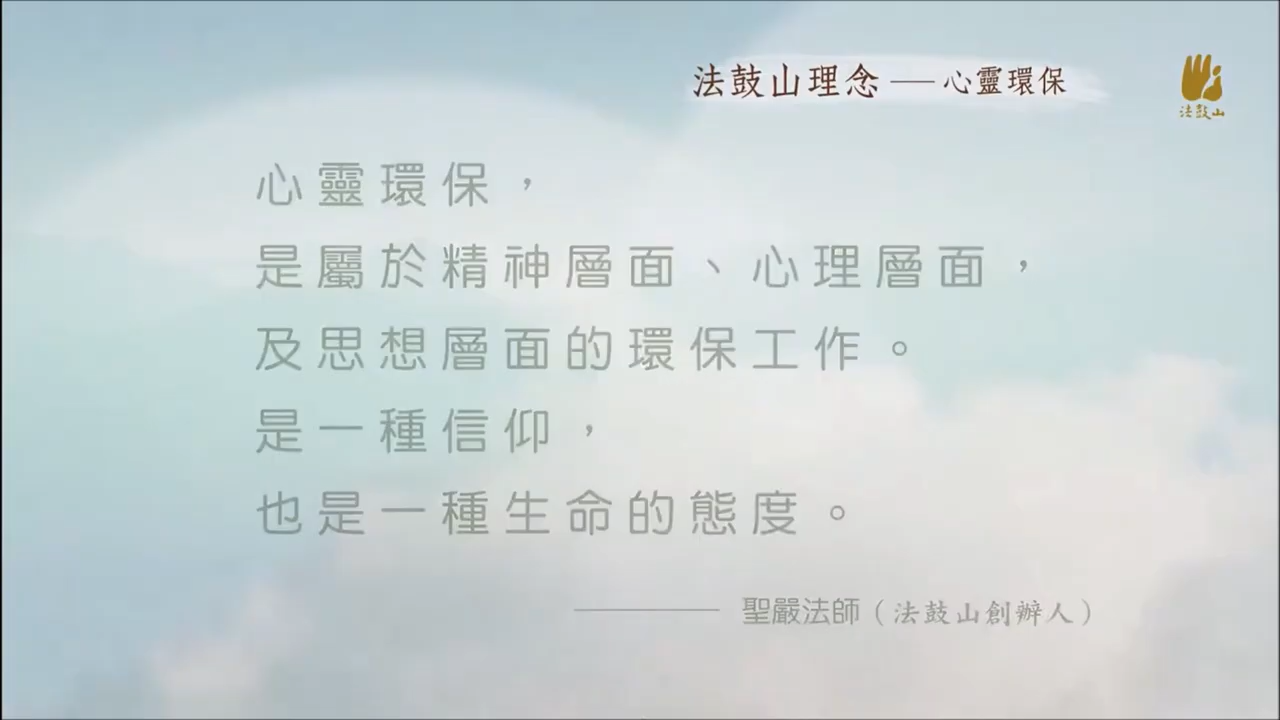 法鼓山理念──心靈環保
法鼓山
心靈環保，
是屬於精神層面、心理層面，
及思想層面的環保工作。
是一種信仰，
也是一種生命的態度。
──── 聖嚴法師（法鼓山創辦人）